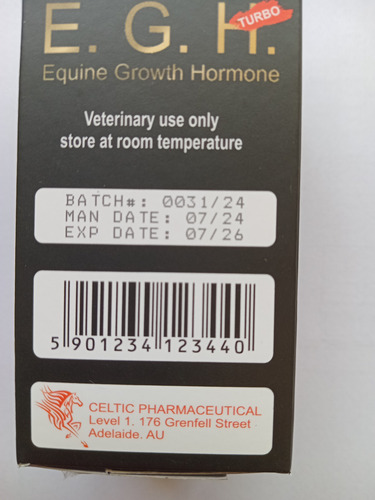 E. G. H.
TURBO
Equine Growth Hormone
Veterinary use only
store at room temperature
BATCH#: 0031/24
MAN DATE: 07/24
EXP DATE: 07/26
5 901234 123440
CELTIC PHARMACEUTICAL
Level 1. 176 Grenfell Street
Adelaide. AU